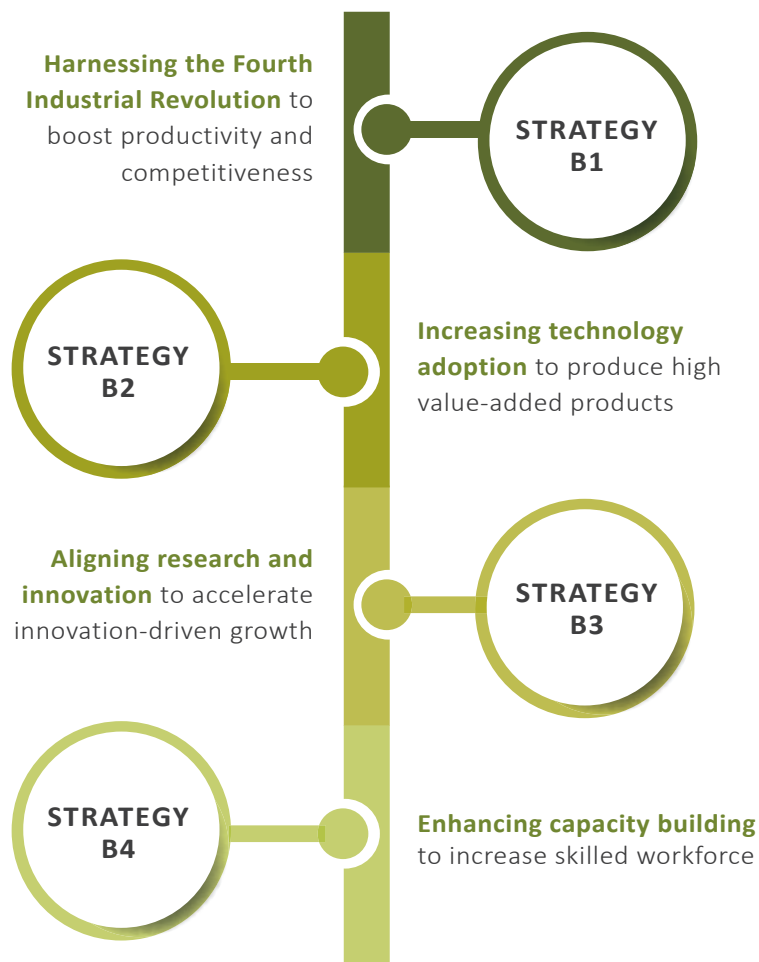 Harnessing the Fourth
Industrial Revolution to
boost productivity and
competitiveness
STRATEGY
B1
STRATEGY
B2
Increasing technology
adoption to produce high
value-added products
Aligning research and
innovation to accelerate
innovation-driven growth
STRATEGY
B3
STRATEGY
B4
Enhancing capacity building
to increase skilled workforce